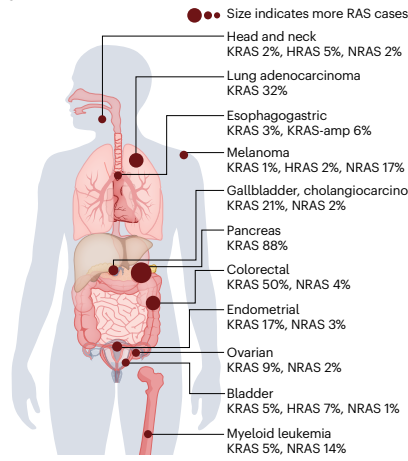 Size indicates more RAS cases
Head and neck
KRAS 2%, HRAS 5%, NRAS 2%
Lung adenocarcinoma
KRAS 32%
Esophagogastric
KRAS 3%, KRAS-amp 6%
Melanoma
KRAS 1%, HRAS 2%, NRAS 17%
Gallbladder, cholangiocarcino
KRAS 21%, NRAS 2%
Pancreas
KRAS 88%
Colorectal
KRAS 50%, NRAS 4%
Endometrial
KRAS 17%, NRAS 3%
Ovarian
KRAS 9%, NRAS 2%
Bladder
KRAS 5%, HRAS 7%, NRAS 1%
Myeloid leukemia
KRAS 5%, NRAS 14%